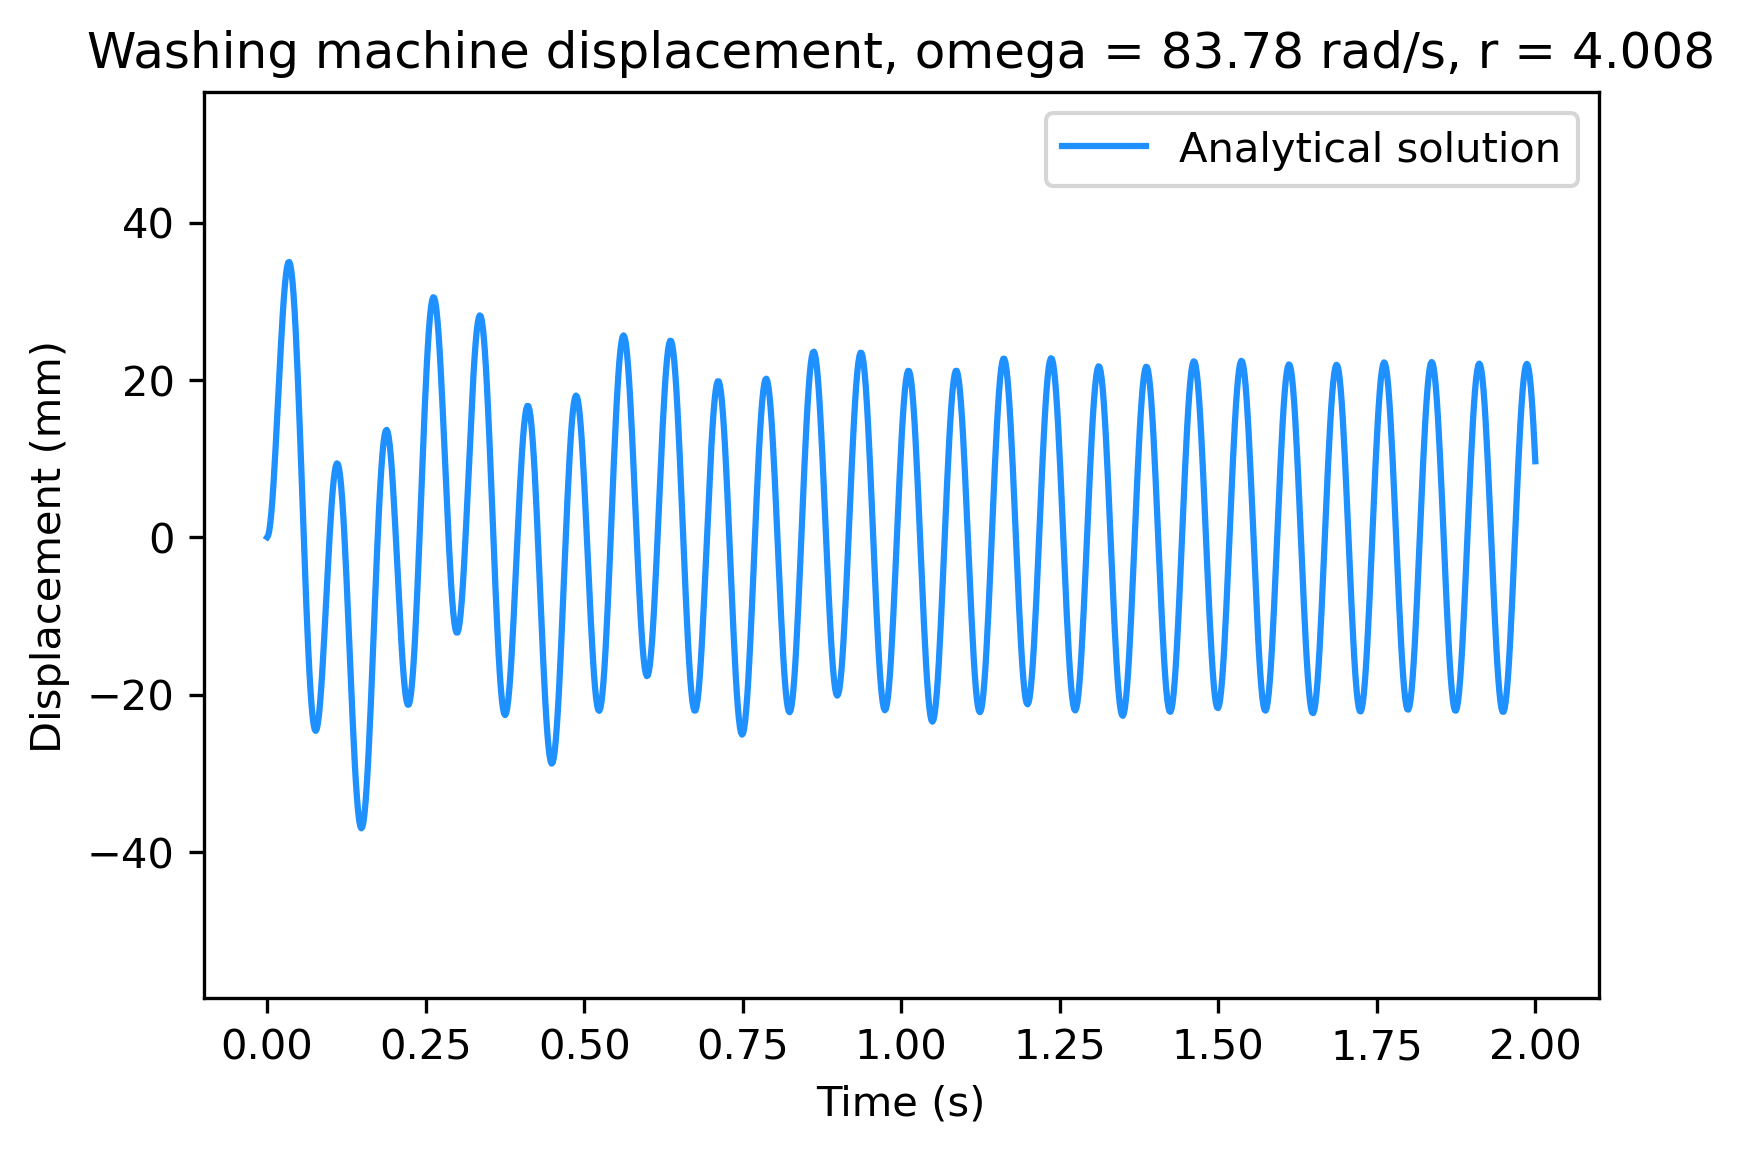 Washing machine displacement, omega = 83.78 rad/s, r = 4.008
Analytical solution
Displacement (mm)
40
20
0
−20
−40
0.00 0.25 0.50 0.75 1.00 1.25 1.50 1.75 2.00
Time (s)